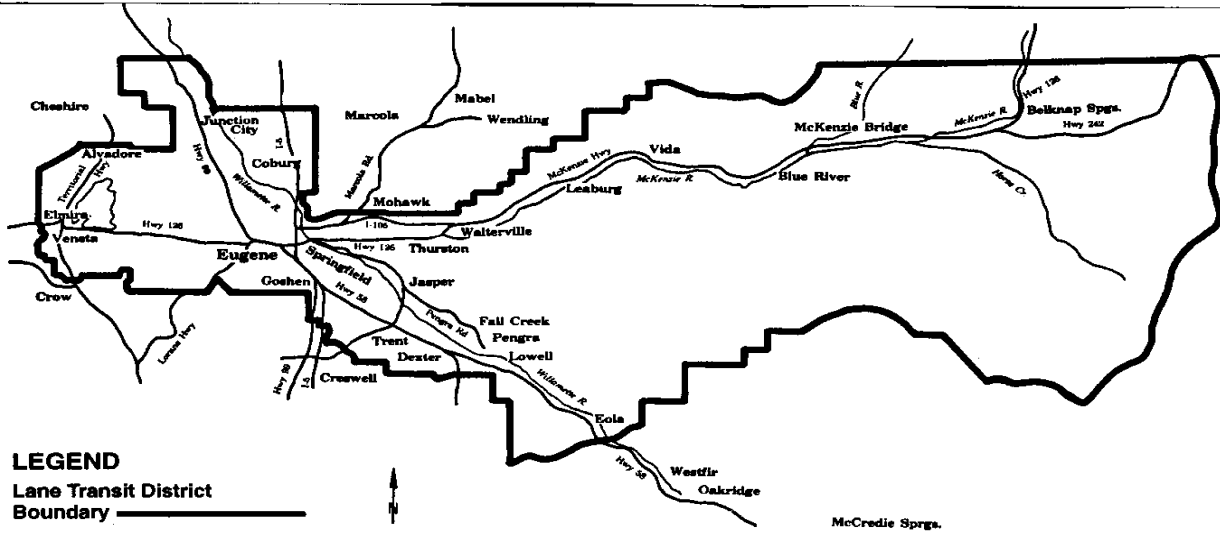 Cheshire
Marcola
Mabel
Wendling
Blue R.
Hwy 126
McKenzie R.
Belknap Spgs.
Hwy 242
Junction
City
I-5
McKenzie Bridge
Alvadore
Hwy 99
Coburg
Marcola Rd
McKenzie Hwy
Vida
McKenzie R.
Blue River
Horse Cr.
Territorial
Hwy
Willamette R.
Mohawk
Leaburg
Elmira
Veneta
Hwy 126
I-105
Walterville
Hwy 126
Thurston
Eugene
Springfield
Goshen
Jasper
Crow
Hwy 58
Fall Creek
Pengra Rd
Pengra
Lorane Hwy
Trent
Dexter
Lowell
Hwy 99
I-5
Creswell
Willamette R.
Eola
LEGEND
Lane Transit District
Boundary
N
Hwy 58
Westfir
Oakridge
McCredie Sprgs.